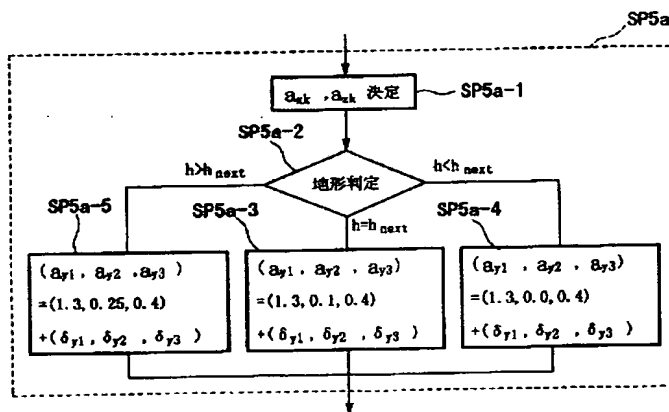 SP5a
a_xk , a_zk 決定
SP5a-1
SP5a-2
地形判定
h>h_next
h<h_next
h=h_next
SP5a-5
SP5a-3
SP5a-4
(a_y1 , a_y2 , a_y3 )
=(1.3, 0.25, 0.4)
+(δ_y1 , δ_y2 , δ_y3 )
(a_y1 , a_y2 , a_y3)
=(1.3, 0.1, 0.4)
+(δ_y1 , δ_y2 , δ_y3 )
(a_y1 , a_y2 , a_y3)
=(1.3, 0.0, 0.4)
+(δ_y1 , δ_y2 , δ_y3 )